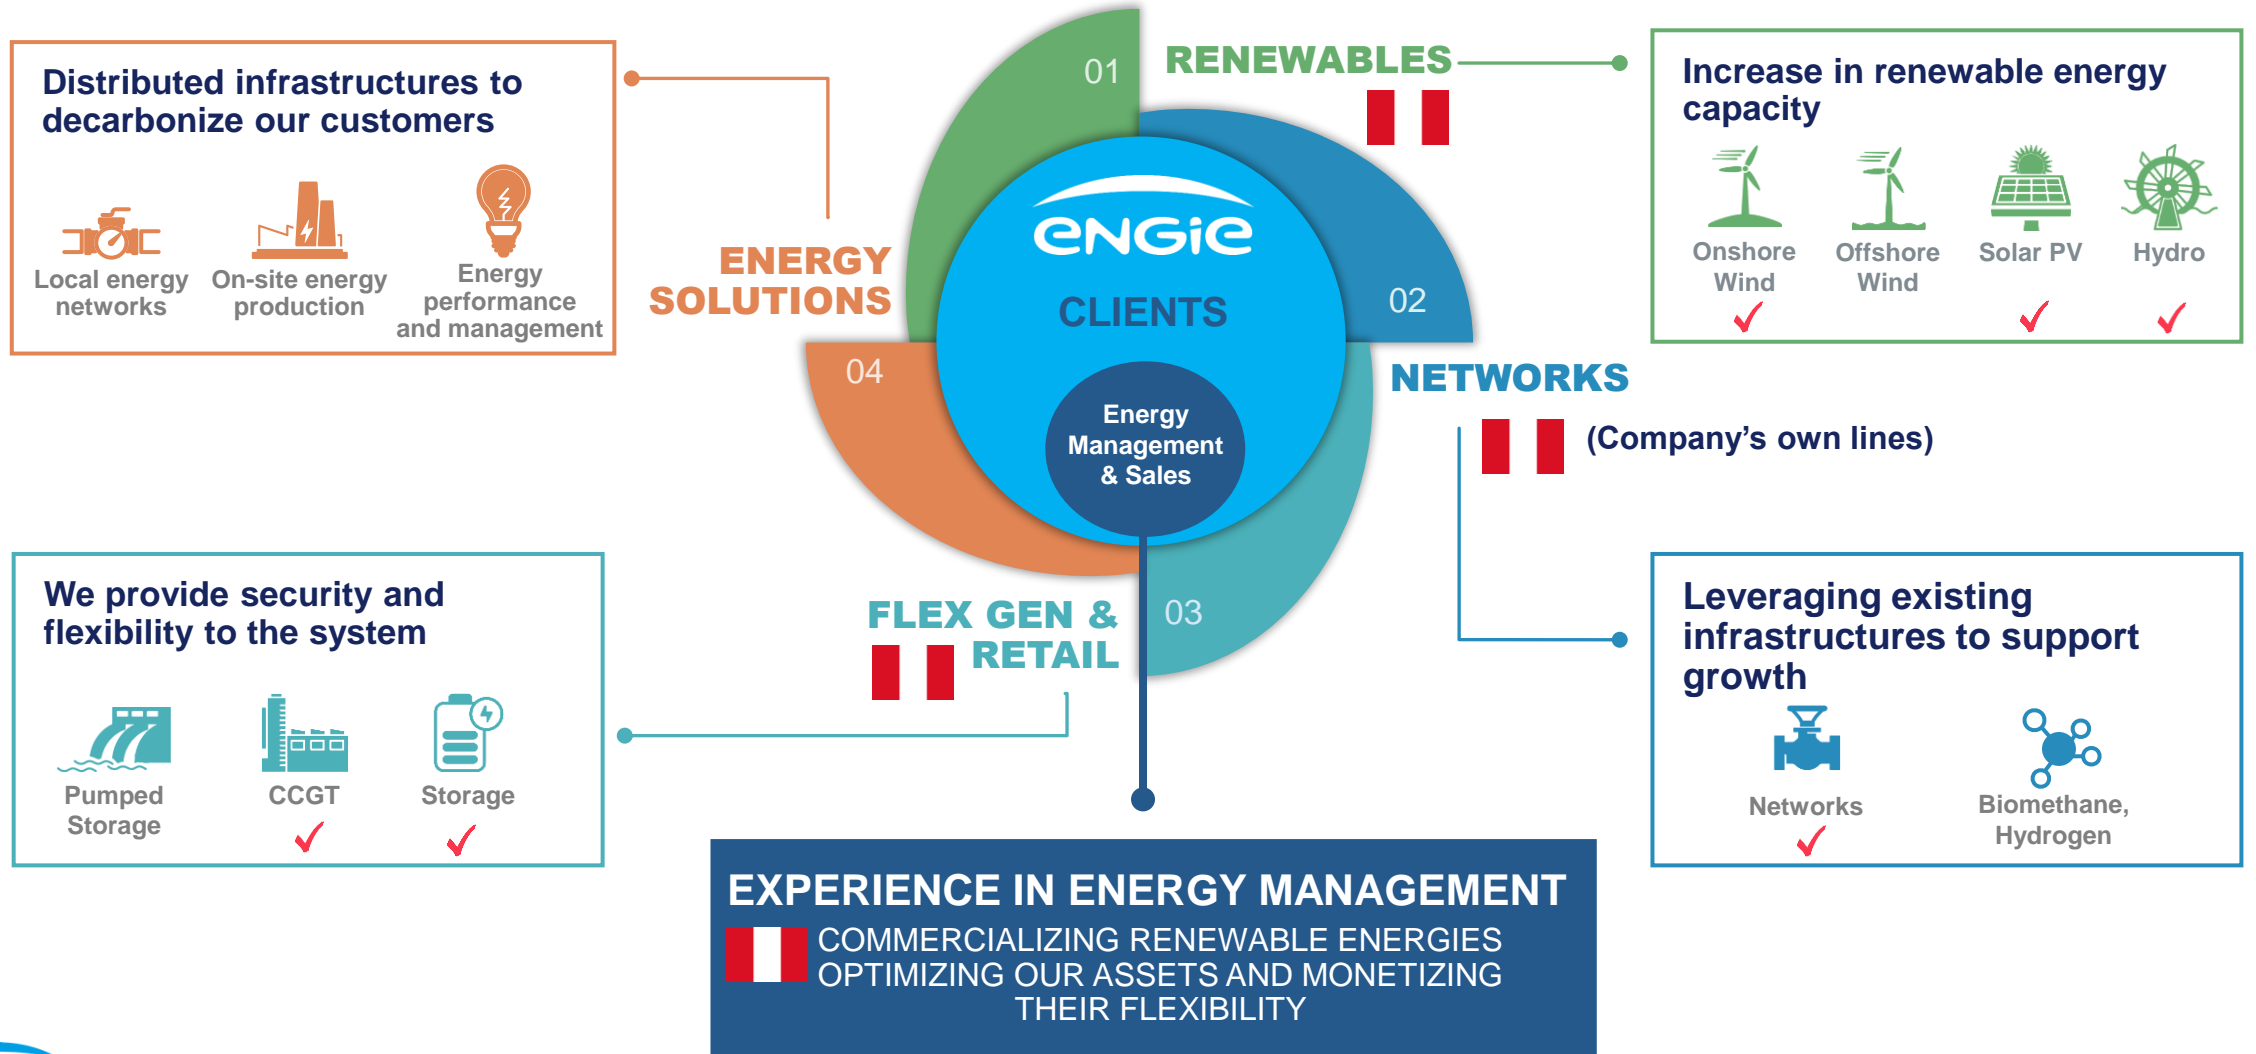 Distributed infrastructures to
decarbonize our customers
Local energy
networks
On-site energy
production
Energy
performance
and management
ENERGY
SOLUTIONS
01
RENEWABLES
Increase in renewable energy
capacity
Onshore
Wind
Offshore
Wind
Solar PV
Hydro
ENGIE
CLIENTS
Energy
Management
& Sales
02
NETWORKS
(Company's own lines)
04
03
We provide security and
flexibility to the system
Pumped
Storage
CCGT
Storage
FLEX GEN &
RETAIL
Leveraging existing
infrastructures to support
growth
Networks
Biomethane,
Hydrogen
EXPERIENCE IN ENERGY MANAGEMENT
COMMERCIALIZING RENEWABLE ENERGIES
OPTIMIZING OUR ASSETS AND MONETIZING
THEIR FLEXIBILITY